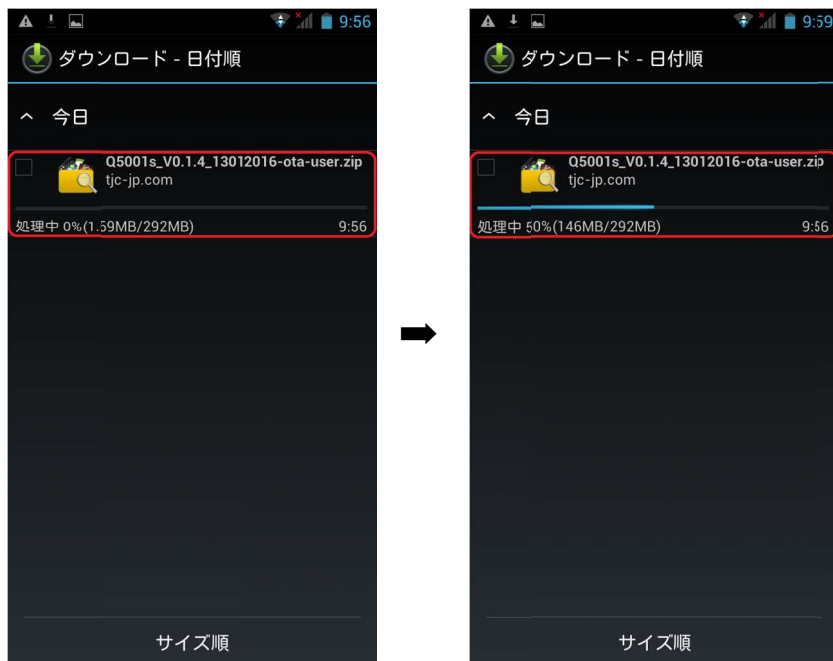 9:56
ダウンロード - 日付順
今日
Q5001s_V0.1.4_13012016-ota-user.zip
tjc-jp.com
処理中 0%(1.59MB/292MB)
9:56
サイズ順
9:59
ダウンロード - 日付順
今日
Q5001s_V0.1.4_13012016-ota-user.zip
tjc-jp.com
処理中 50%(146MB/292MB)
9:56
サイズ順